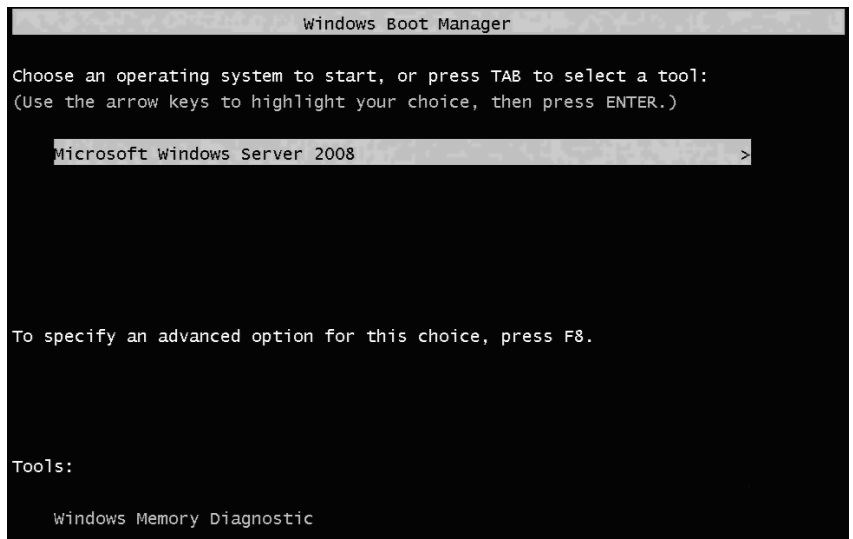 Windows Boot Manager
Choose an operating system to start, or press TAB to select a tool:
(Use the arrow keys to highlight your choice, then press ENTER.)
Microsoft Windows Server 2008 >
To specify an advanced option for this choice, press F8.
Tools:
Windows Memory Diagnostic